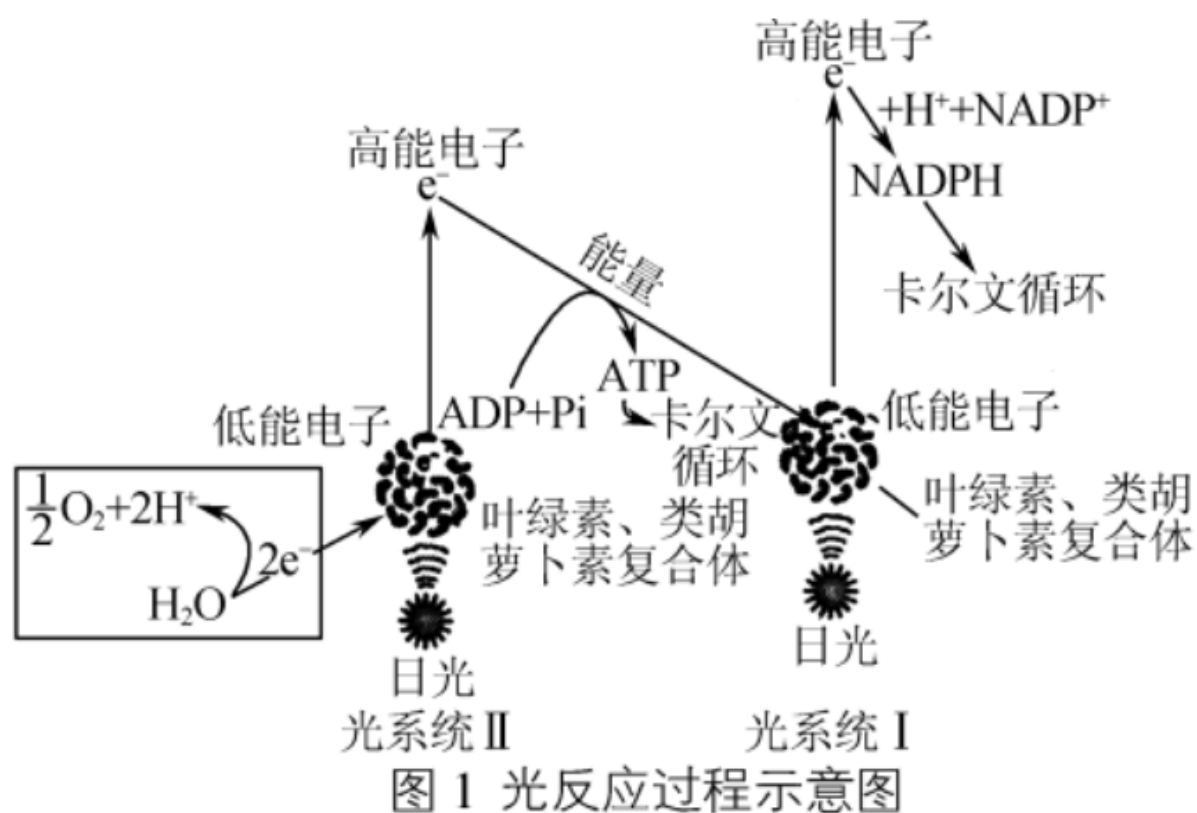 高能电子
e⁻
+H⁺+NADP⁺
NADPH
卡尔文循环
高能电子
e⁻
能量
ADP+Pi
ATP
卡尔文
循环
低能电子
低能电子
½O₂+2H⁺
2e⁻
H₂O
叶绿素、类胡
萝卜素复合体
叶绿素、类胡
萝卜素复合体
日光
日光
光系统Ⅱ
光系统Ⅰ
图 1 光反应过程示意图